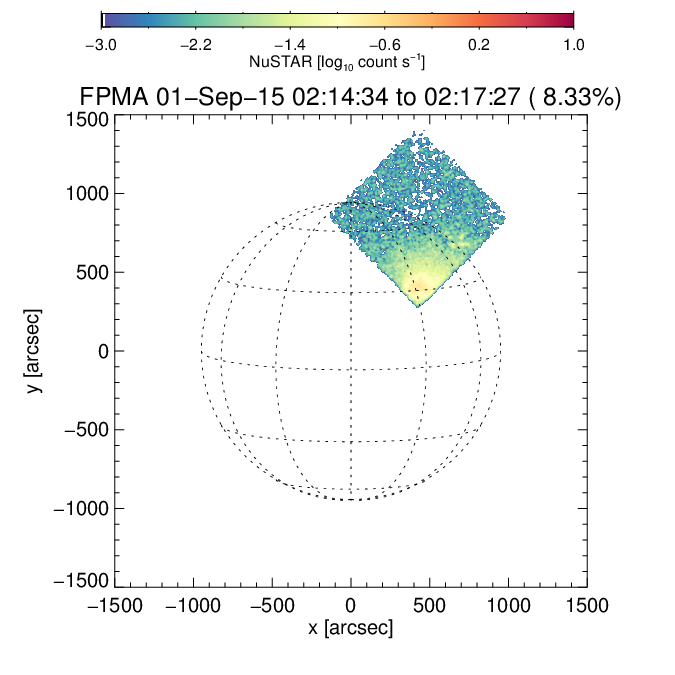 −3.0 −2.2 −1.4 −0.6 0.2 1.0
NuSTAR [log₁₀ count s⁻¹]
FPMA 01−Sep−15 02:14:34 to 02:17:27 ( 8.33%)
1500
1000
500
0
−500
−1000
−1500
y [arcsec]
−1500 −1000 −500 0 500 1000 1500
x [arcsec]